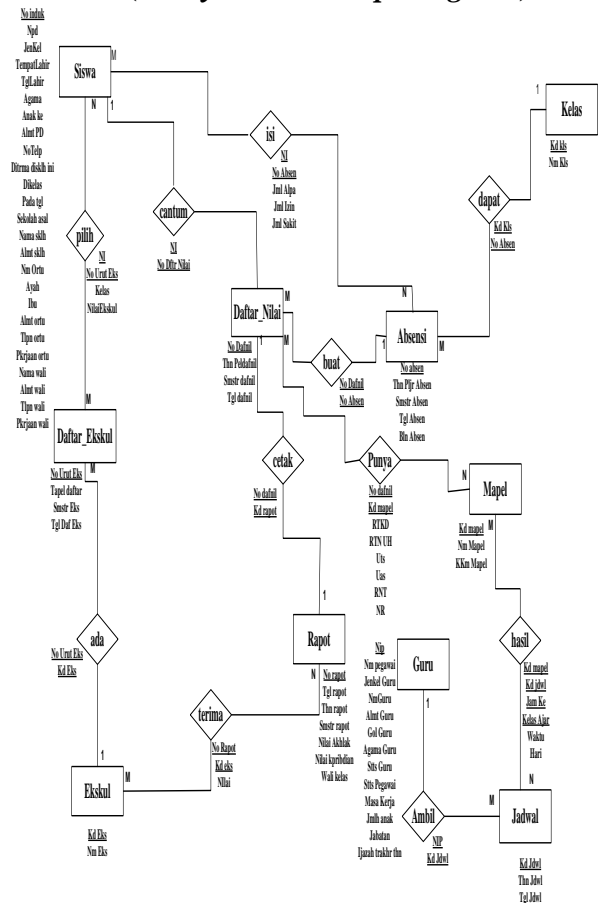 No induk
Npd
JenKel
TempatLahir
TglLahir
Agama
Anak ke
Almt PD
NoTelp
Ditrma disklh ini
Dikelas
Pada tgl
Sekolah asal
Nama sklh
Almt sklh
Nm Ortu
Ayah
Ibu
Almt ortu
Tlpn ortu
Pkrjaan ortu
Nama wali
Almt wali
Tlpn wali
Pkrjaan wali
Siswa
M
N
1
isi
NI
No Absen
Jml Alpa
Jml Izin
Jml Sakit
1
Kelas
Kd kls
Nm Kls
dapat
Kd Kls
No Absen
cantum
NI
No Dftr Nilai
pilih
NI
No Urut Eks
Kelas
NilaiEkskul
Daftar_Nilai
M
M
1
No Dafnil
Thn Peldafnil
Smstr dafnil
Tgl dafnil
buat
No Dafnil
No Absen
N
1
M
Absensi
No absen
Thn Pljr Absen
Smstr Absen
Tgl Absen
Bln Absen
M
Daftar_Ekskul
M
No Urut Eks
Tapel daftar
Smstr Eks
Tgl Daf Eks
cetak
No dafnil
Kd rapot
Punya
No dafnil
Kd mapel
RTKD
RTN UH
Uts
Uas
RNT
NR
N
Mapel
M
Kd mapel
Nm Mapel
KKm Mapel
1
Rapot
N
No rapot
Tgl rapot
Thn rapot
Smstr rapot
Nilai Akhlak
Nilai kpribdian
Wali kelas
ada
No Urut Eks
Kd Eks
terima
No Rapot
Kd eks
NIlai
1
M
Ekskul
Kd Eks
Nm Eks
Nip
Nm pegawai
Jenkel Guru
NmGuru
Almt Guru
Gol Guru
Agama Guru
Stts Guru
Stts Pegawai
Masa Kerja
Jmlh anak
Jabatan
Ijazah trakhr thn
Guru
1
Ambil
NIP
Kd Jdwl
hasil
Kd mapel
Kd jdwl
Jam Ke
Kelas Ajar
Waktu
Hari
M
N
Jadwal
Kd Jdwl
Thn Jdwl
Tgl Jdwl